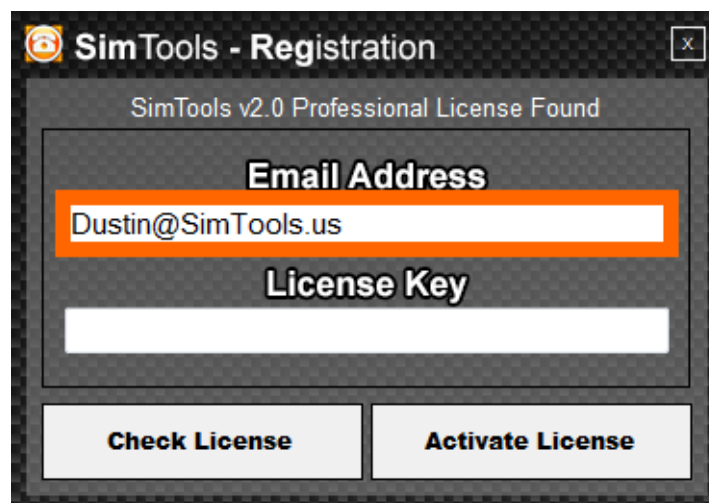 SimTools - Registration x
SimTools v2.0 Professional License Found
Email Address
Dustin@SimTools.us
License Key
Check License Activate License